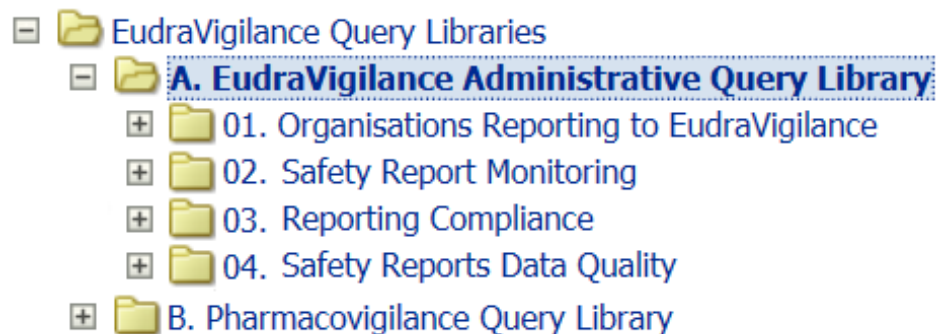 EudraVigilance Query Libraries
A. EudraVigilance Administrative Query Library
01. Organisations Reporting to EudraVigilance
02. Safety Report Monitoring
03. Reporting Compliance
04. Safety Reports Data Quality
B. Pharmacovigilance Query Library